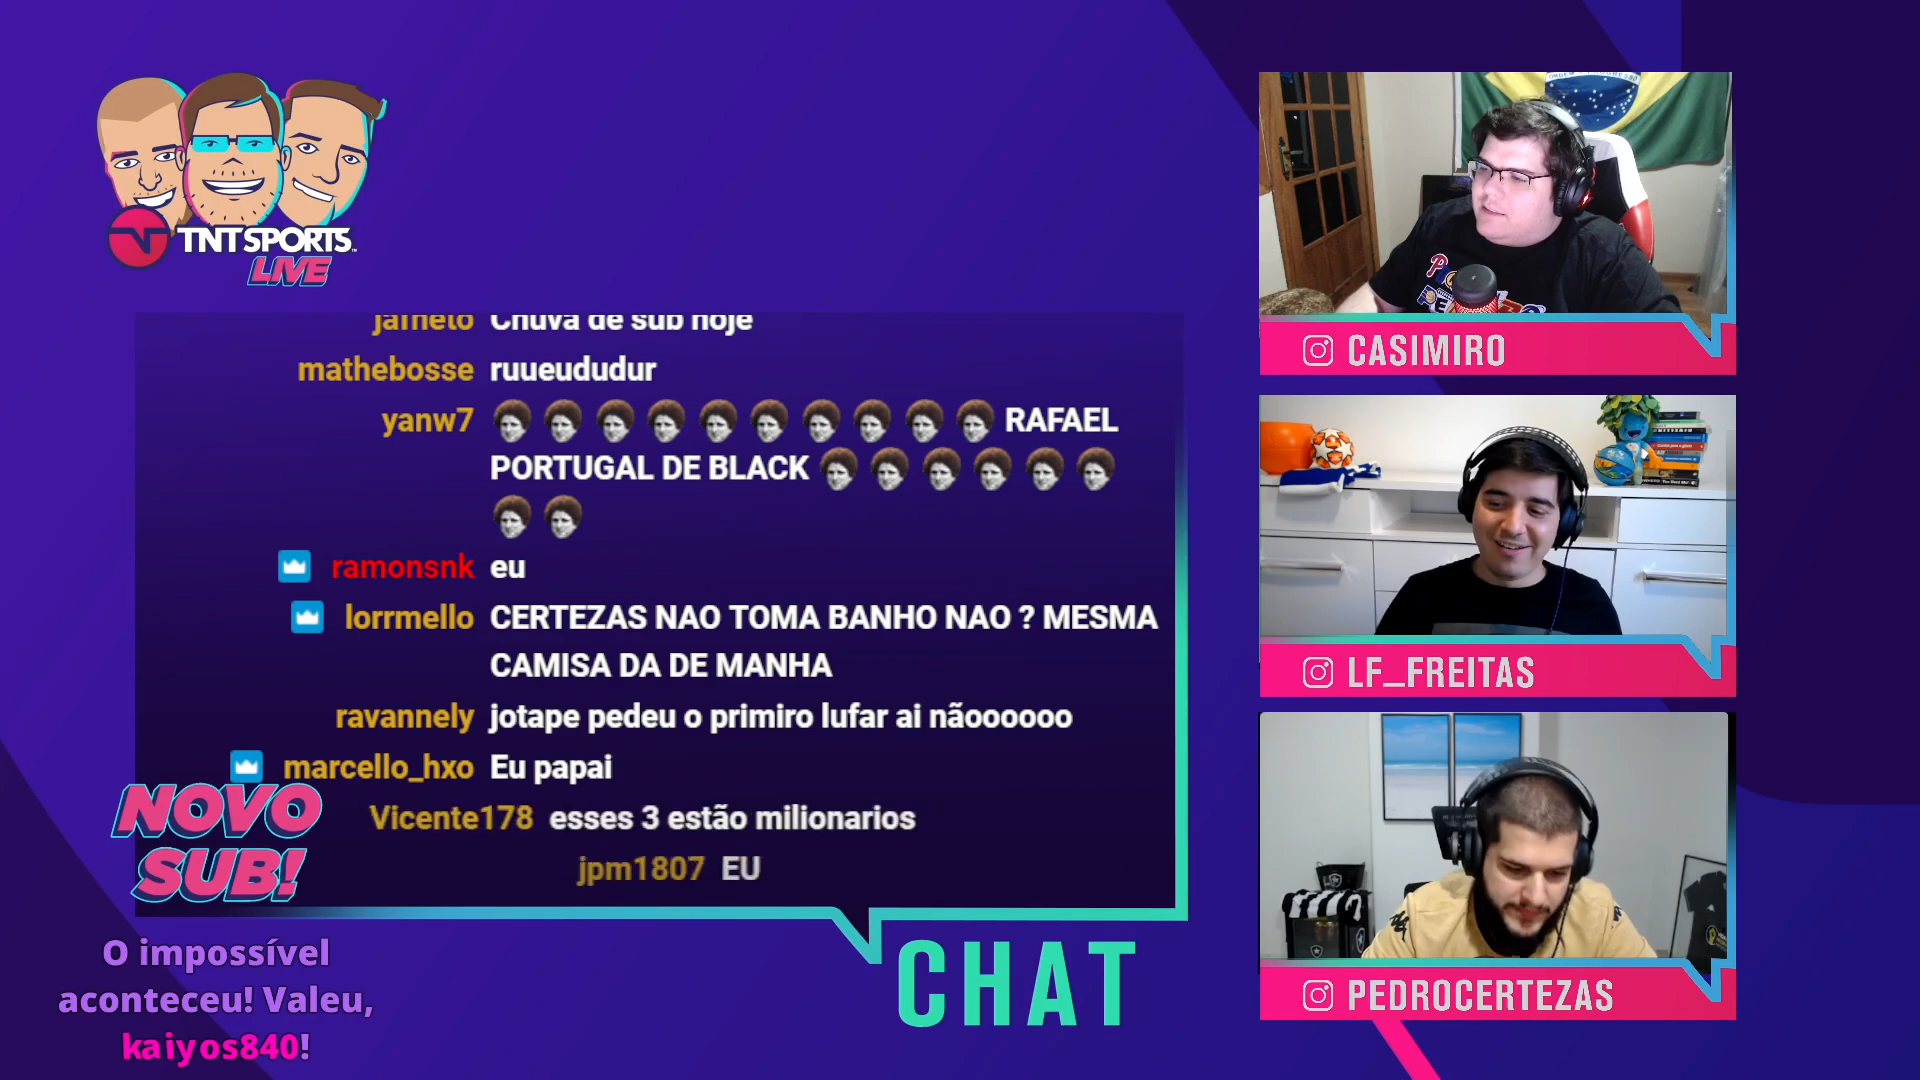 TNT SPORTS
LIVE
jafneto Chuva de sub hoje
mathebosse ruueududur
yanw7 RAFAEL
PORTUGAL DE BLACK
ramonsnk eu
lorrmello CERTEZAS NAO TOMA BANHO NAO ? MESMA
CAMISA DA DE MANHA
ravannely jotape pedeu o primiro lufar ai nãoooooo
marcello_hxo Eu papai
Vicente178 esses 3 estão milionarios
jpm1807 EU
NOVO
SUB!
O impossível
aconteceu! Valeu,
kaiyos840!
CHAT
CASIMIRO
LF_FREITAS
PEDROCERTEZAS